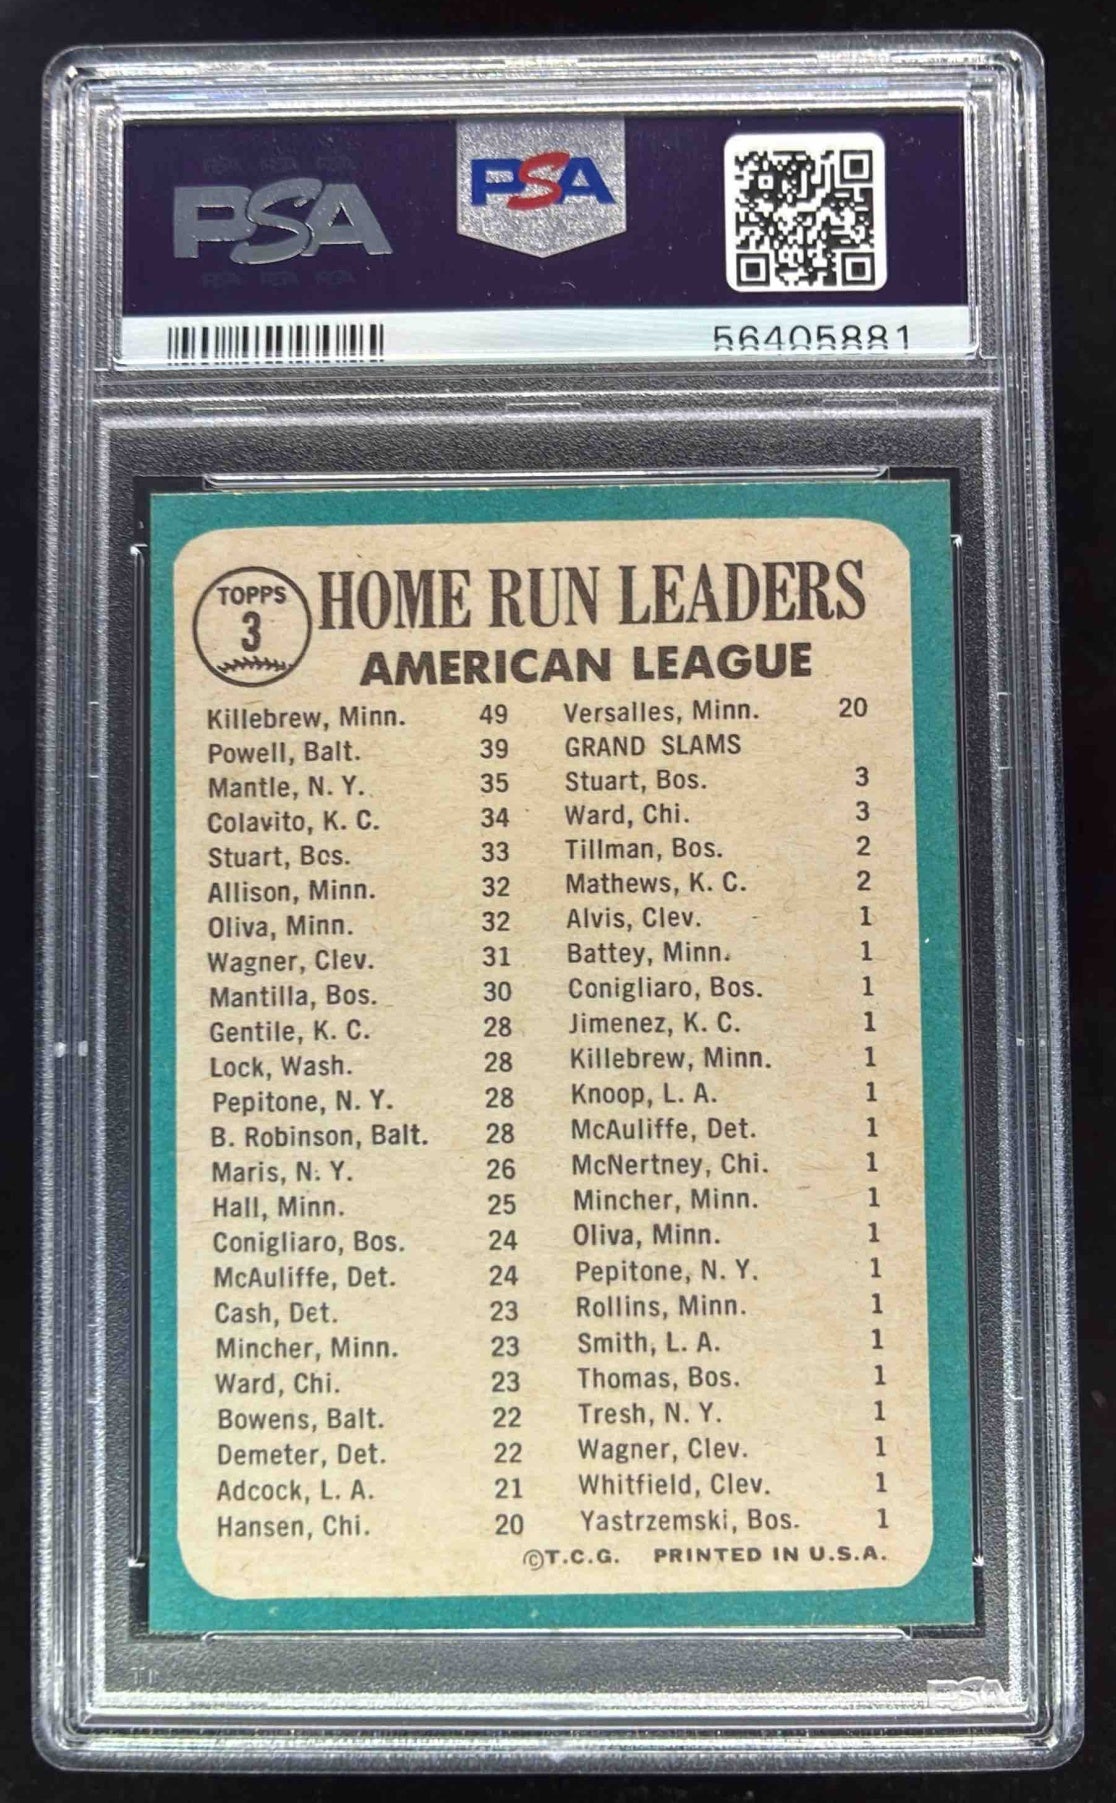 PSA
PSA
56405881
TOPPS
3
HOME RUN LEADERS
AMERICAN LEAGUE
Killebrew, Minn. 49
Powell, Balt. 39
Mantle, N. Y. 35
Colavito, K. C. 34
Stuart, Bos. 33
Allison, Minn. 32
Oliva, Minn. 32
Wagner, Clev. 31
Mantilla, Bos. 30
Gentile, K. C. 28
Lock, Wash. 28
Pepitone, N. Y. 28
B. Robinson, Balt. 28
Maris, N. Y. 26
Hall, Minn. 25
Conigliaro, Bos. 24
McAuliffe, Det. 24
Cash, Det. 23
Mincher, Minn. 23
Ward, Chi. 23
Bowens, Balt. 22
Demeter, Det. 22
Adcock, L. A. 21
Hansen, Chi. 20
Versalles, Minn. 20
GRAND SLAMS
Stuart, Bos. 3
Ward, Chi. 3
Tillman, Bos. 2
Mathews, K. C. 2
Alvis, Clev. 1
Battey, Minn. 1
Conigliaro, Bos. 1
Jimenez, K. C. 1
Killebrew, Minn. 1
Knoop, L. A. 1
McAuliffe, Det. 1
McNertney, Chi. 1
Mincher, Minn. 1
Oliva, Minn. 1
Pepitone, N. Y. 1
Rollins, Minn. 1
Smith, L. A. 1
Thomas, Bos. 1
Tresh, N. Y. 1
Wagner, Clev. 1
Whitfield, Clev. 1
Yastrzemski, Bos. 1
©T.C.G. PRINTED IN U.S.A.
PSA